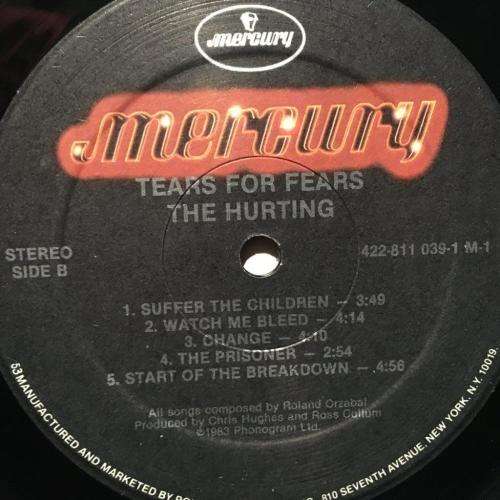 mercury
mercury
TEARS FOR FEARS
THE HURTING
STEREO
SIDE B
422-811 039-1 M-1
1. SUFFER THE CHILDREN – 3:49
2. WATCH ME BLEED – 4:14
3. CHANGE – 4:10
4. THE PRISONER – 2:54
5. START OF THE BREAKDOWN – 4:56
All songs composed by Roland Orzabal
Produced by Chris Hughes and Ross Cullum
©1983 Phonogram Ltd.
53 MANUFACTURED AND MARKETED BY 810 SEVENTH AVENUE, NEW YORK, N.Y. 10019